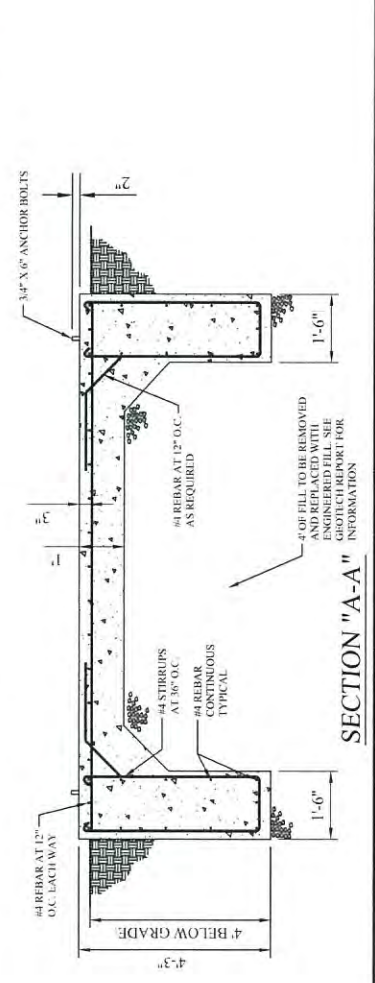 3/4" X 6" ANCHOR BOLTS
2"
#4 REBAR AT 12"
O.C. EACH WAY
3"
1"
#4 STIRRUPS
AT 36" O.C.
#4 REBAR
CONTINUOUS
TYPICAL
#4 REBAR AT 12" O.C.
AS REQUIRED
4'-3"
4' BELOW GRADE
1'-6"
1'-6"
4' OF FILL TO BE REMOVED
AND REPLACED WITH
ENGINEERED FILL. SEE
GEOTECH REPORT FOR
INFORMATION
SECTION "A-A"